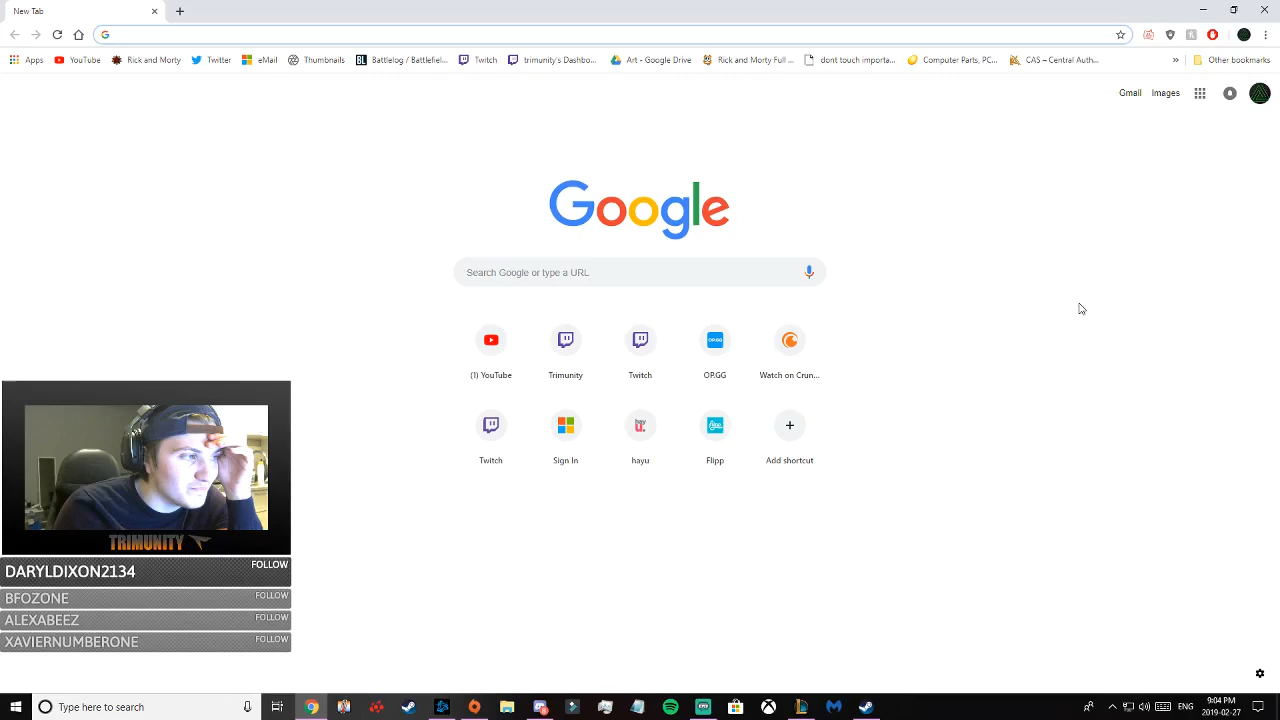 New Tab
Apps YouTube Rick and Morty Twitter eMail Thumbnails Battlelog / Battlefiel... Twitch trimunity's Dashbo... Art - Google Drive Rick and Morty Full ... dont touch importa... Computer Parts, PC... CAS – Central Auth... » Other bookmarks
Gmail Images
Google
Search Google or type a URL
(1) YouTube Trimunity Twitch OP.GG Watch on Crun...
Twitch Sign In hayu Flipp Add shortcut
TRIMUNITY
DARYLDIXON2134 FOLLOW
BFOZONE FOLLOW
ALEXABEEZ FOLLOW
XAVIERNUMBERONE FOLLOW
Type here to search
ENG
9:04 PM
2019-02-27